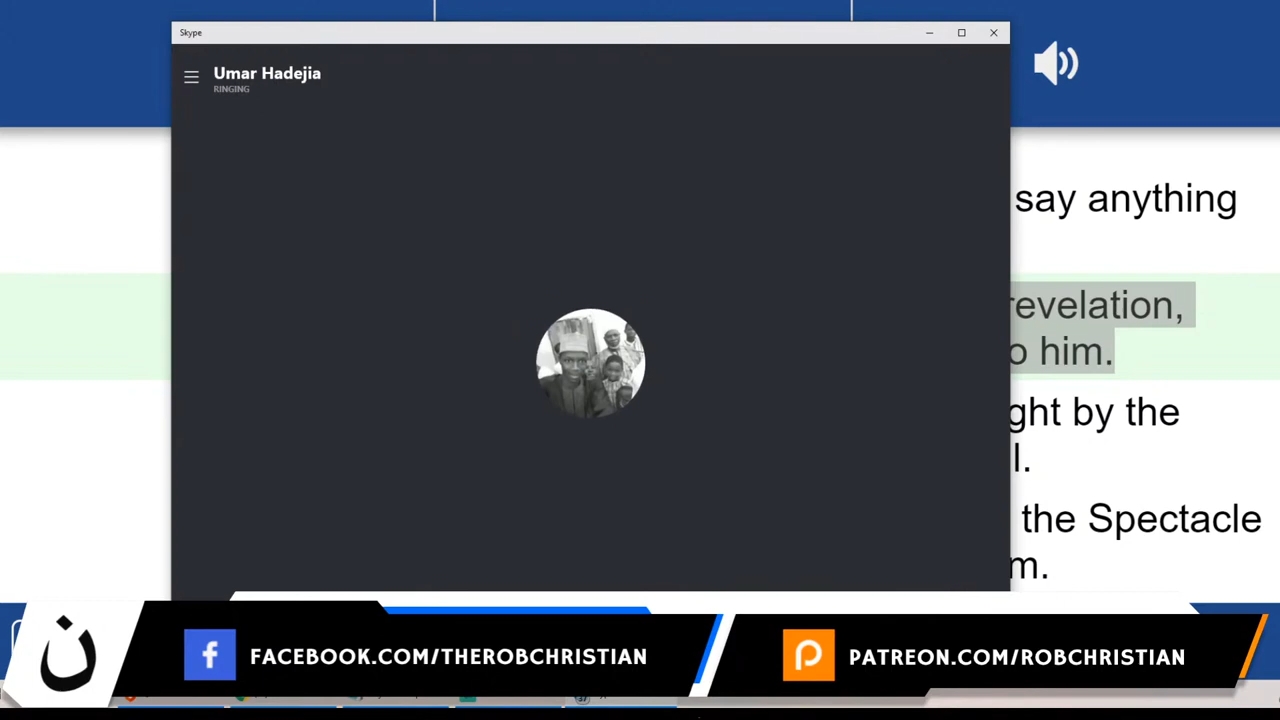 Skype
Umar Hadejia
RINGING
say anything
revelation,
o him.
ght by the
l.
the Spectacle
m.
ن
FACEBOOK.COM/THEROBCHRISTIAN
PATREON.COM/ROBCHRISTIAN